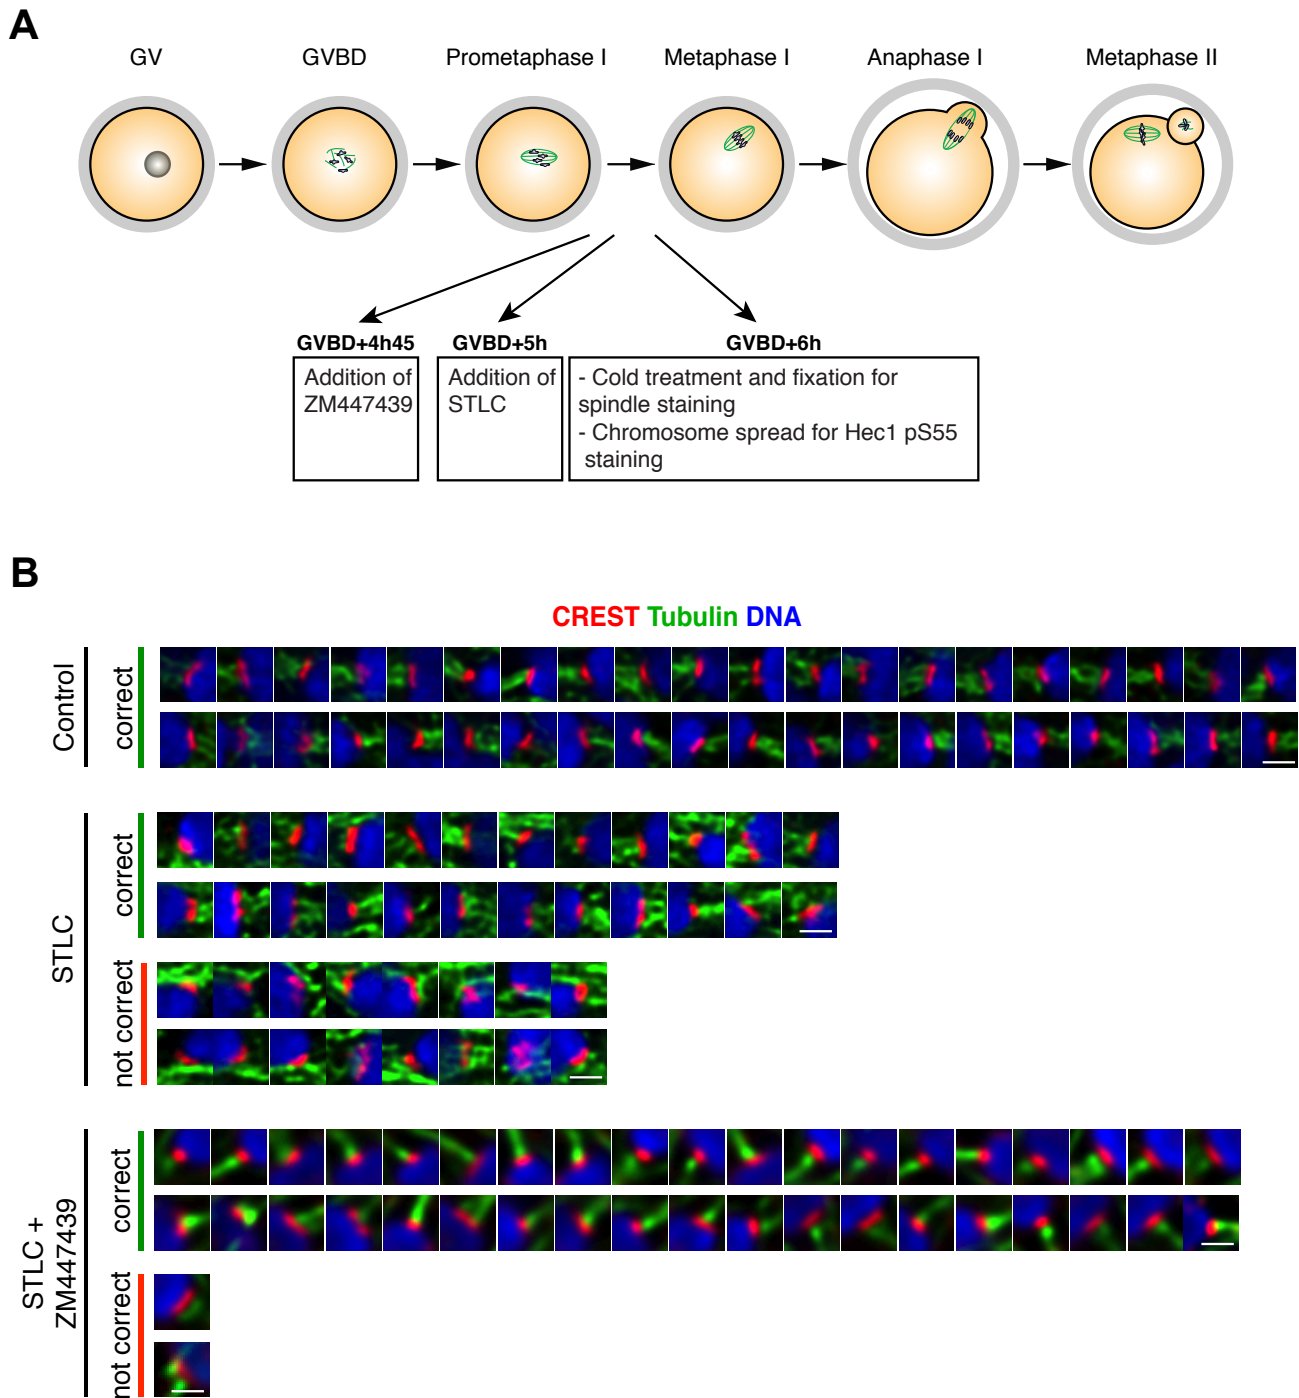 A
GV
GVBD
Prometaphase I
Metaphase I
Anaphase I
Metaphase II
GVBD+4h45
GVBD+5h
GVBD+6h
Addition of
ZM447439
Addition of
STLC
- Cold treatment and fixation for
spindle staining
- Chromosome spread for Hec1 pS55
staining
B
CREST Tubulin DNA
Control
correct
STLC
correct
not correct
STLC +
ZM447439
correct
not correct